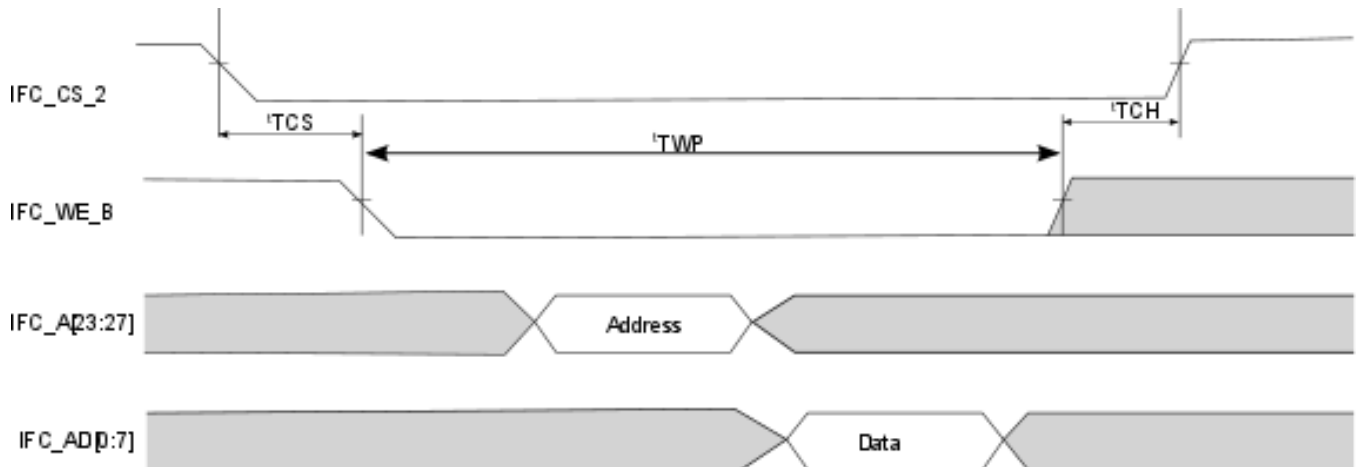 IFC_CS_2
tTCS
tTCH
tTWP
IFC_WE_B
IFC_A[23:27]
Address
IFC_AD[0:7]
Data